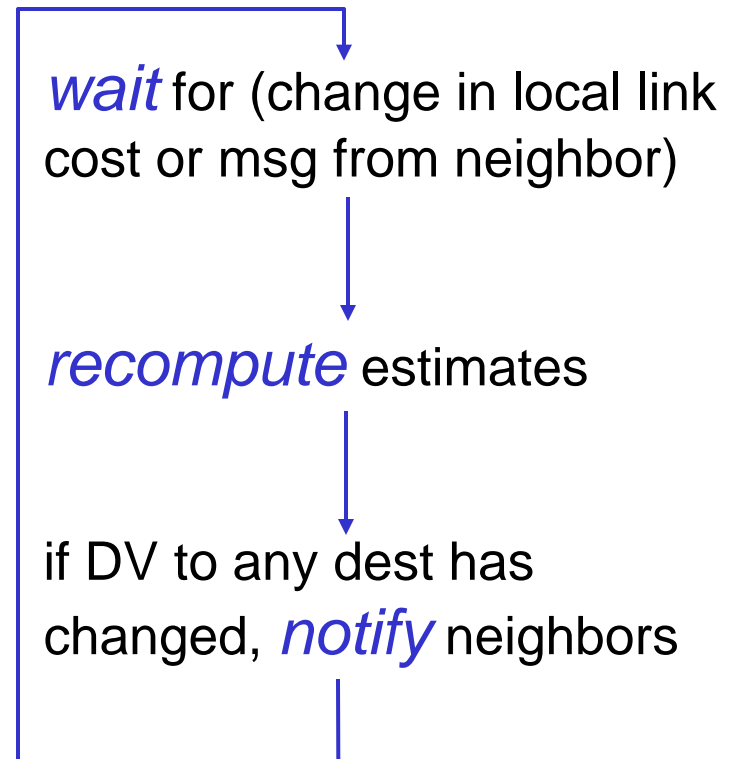 wait for (change in local link
cost or msg from neighbor)
recompute estimates
if DV to any dest has
changed, notify neighbors